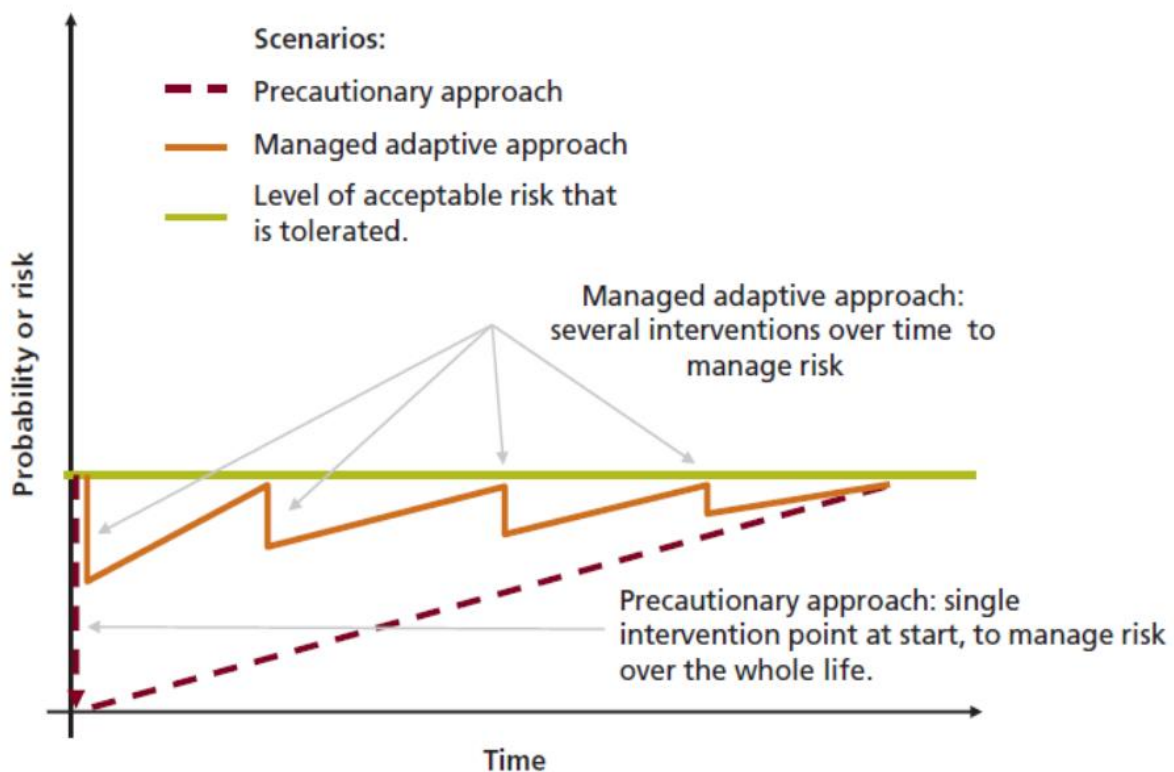 Scenarios:
Precautionary approach
Managed adaptive approach
Level of acceptable risk that
is tolerated.
Probability or risk
Managed adaptive approach:
several interventions over time to
manage risk
Precautionary approach: single
intervention point at start, to manage risk
over the whole life.
Time